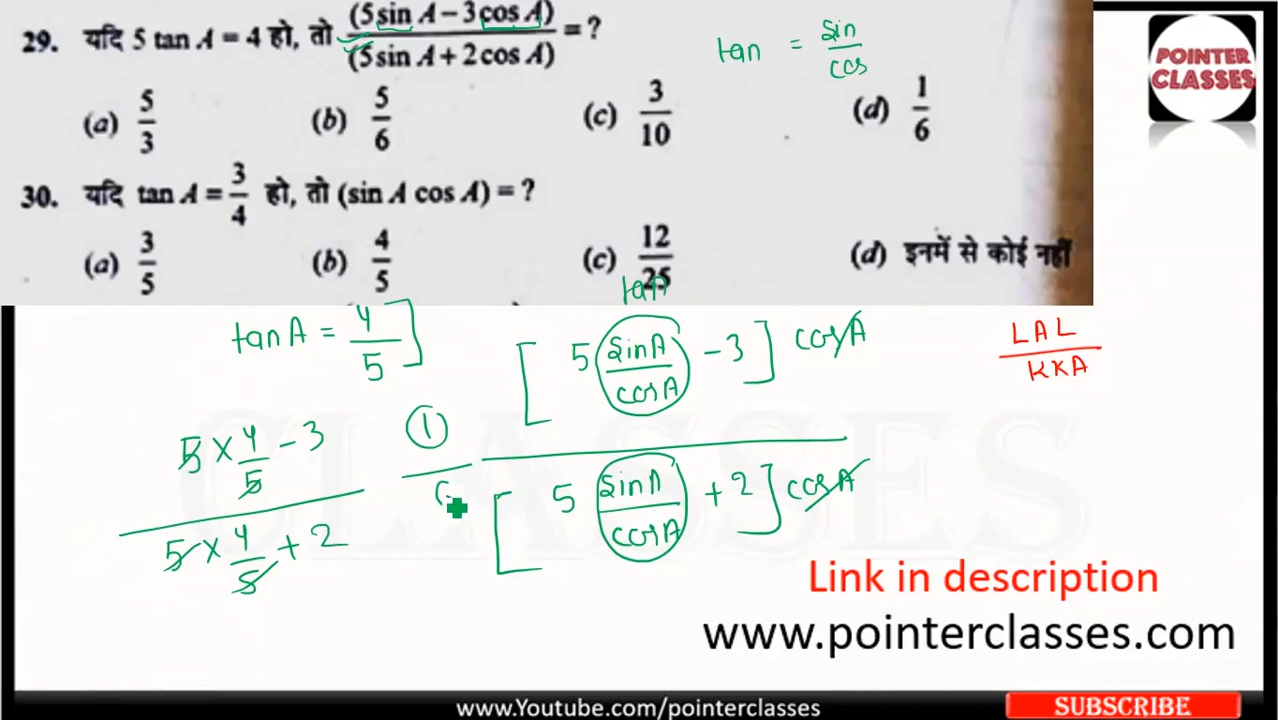 29. यदि 5 tan A = 4 हो, तो (5 sin A − 3 cos A) / (5 sin A + 2 cos A) = ?
tan = sin / cos
POINTER
CLASSES
(a) 5/3 (b) 5/6 (c) 3/10 (d) 1/6
30. यदि tan A = 3/4 हो, तो (sin A cos A) = ?
(a) 3/5 (b) 4/5 (c) 12/25 (d) इनमें से कोई नहीं
tan
tan A = 4/5 ]
[ 5 sin A / cos A − 3 ] cos A
LAL / KKA
5 × 4/5 − 3
1
5 × 4/5 + 2
[ 5 sin A / cos A + 2 ] cos A
CLASSES
Link in description
www.pointerclasses.com
www.Youtube.com/pointerclasses
SUBSCRIBE